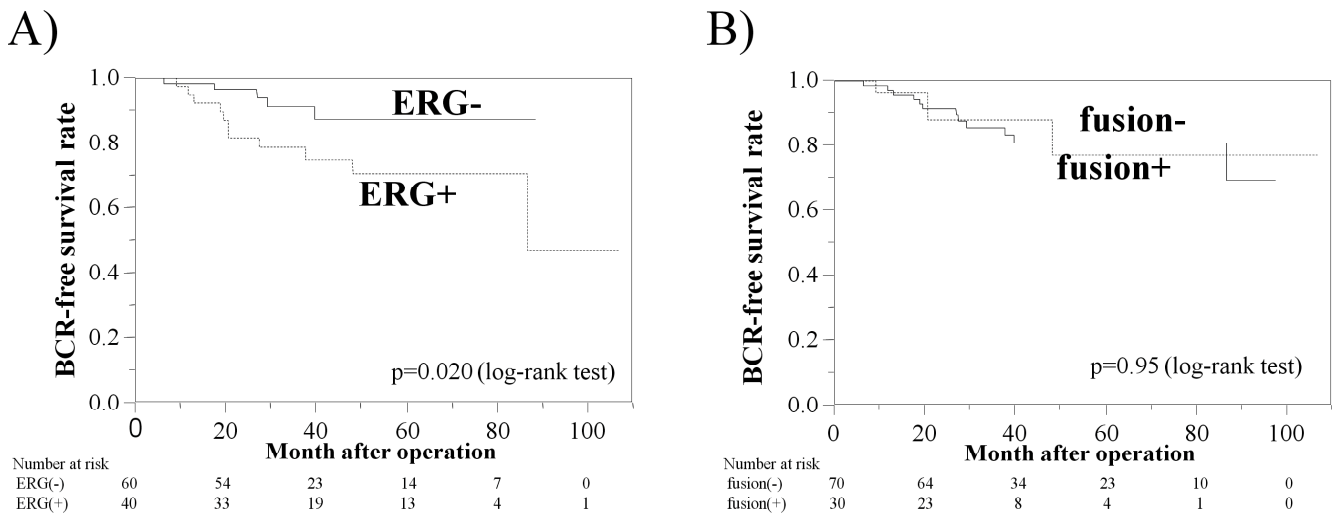 A)
BCR-free survival rate
1.0
0.8
0.6
0.4
0.2
0.0
ERG-
ERG+
p=0.020 (log-rank test)
0 20 40 60 80 100
Month after operation
Number at risk
ERG(-) 60 54 23 14 7 0
ERG(+) 40 33 19 13 4 1
B)
BCR-free survival rate
1.0
0.8
0.6
0.4
0.2
0.0
fusion-
fusion+
p=0.95 (log-rank test)
0 20 40 60 80 100
Month after operation
Number at risk
fusion(-) 70 64 34 23 10 0
fusion(+) 30 23 8 4 1 0